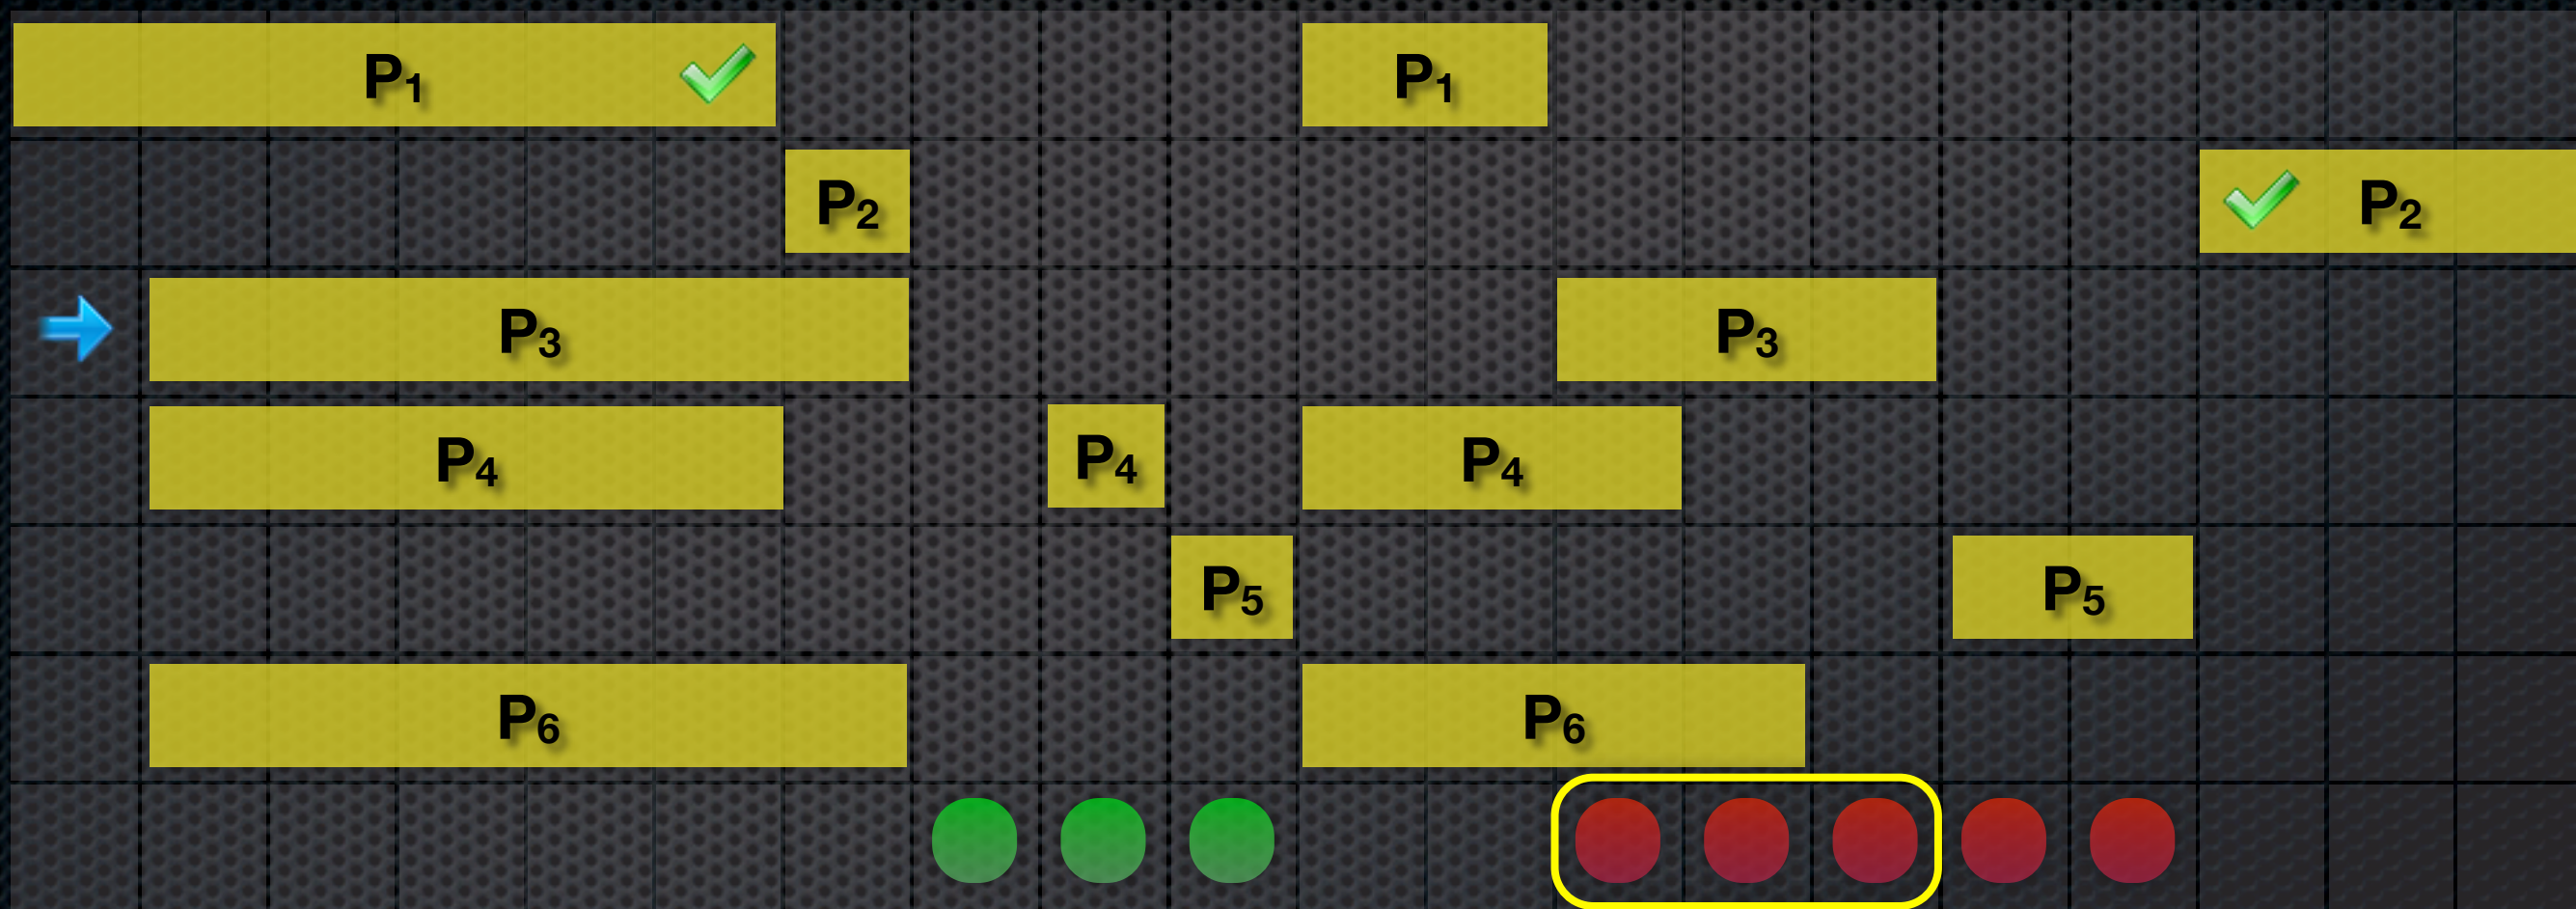 P₁ P₁
P₂ P₂
P₃ P₃
P₄ P₄ P₄
P₅ P₅
P₆ P₆